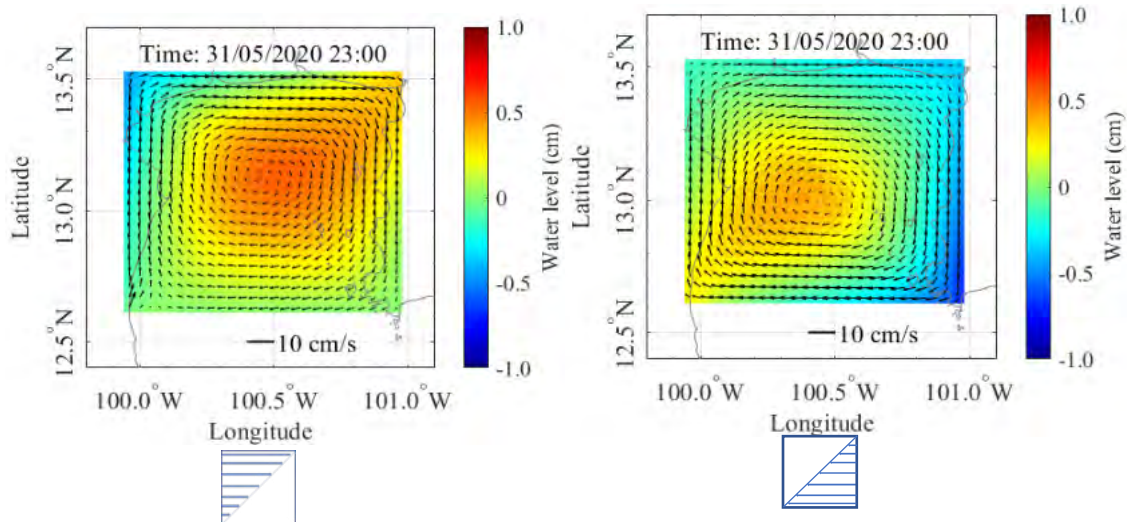 Time: 31/05/2020 23:00
13.5°N
13.0°N
12.5°N
Latitude
10 cm/s
100.0°W 100.5°W 101.0°W
Longitude
1.0
0.5
0
-0.5
-1.0
Water level (cm)
Time: 31/05/2020 23:00
13.5°N
13.0°N
12.5°N
Latitude
10 cm/s
100.0°W 100.5°W 101.0°W
Longitude
1.0
0.5
0
-0.5
-1.0
Water level (cm)